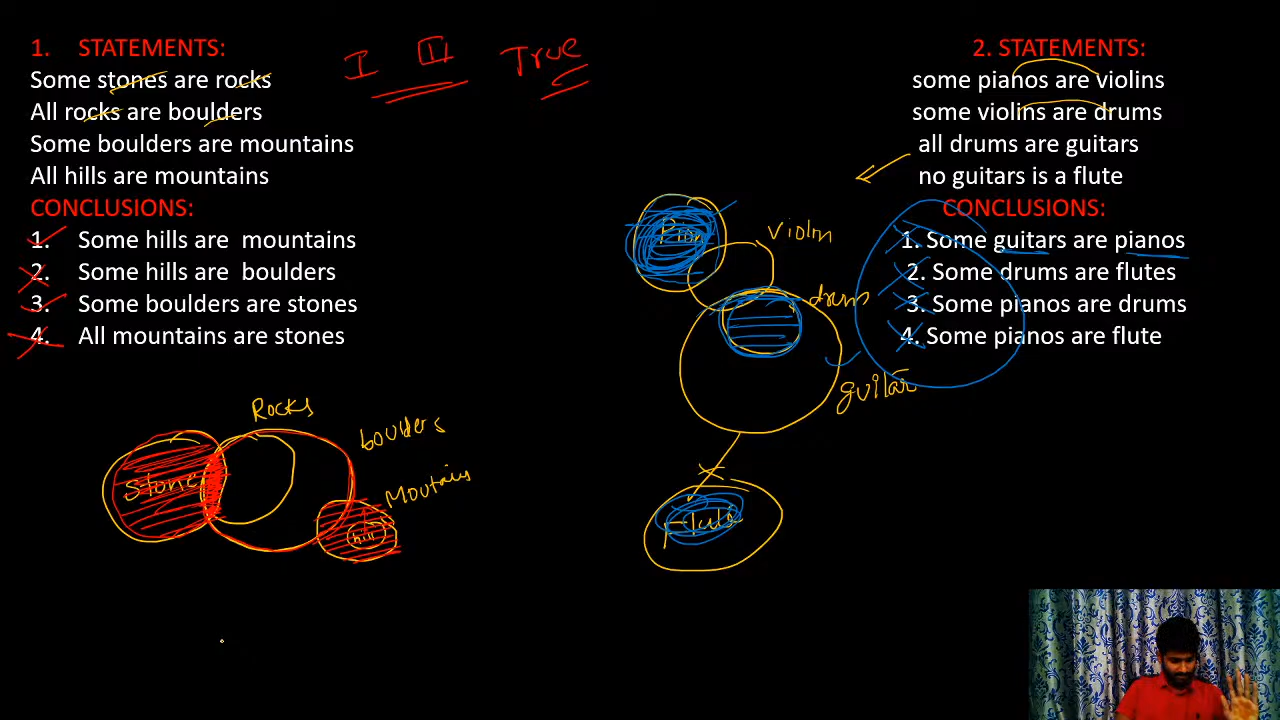 1. STATEMENTS:
Some stones are rocks
All rocks are boulders
Some boulders are mountains
All hills are mountains
CONCLUSIONS:
1. Some hills are mountains
2. Some hills are boulders
3. Some boulders are stones
4. All mountains are stones
I III True
2. STATEMENTS:
some pianos are violins
some violins are drums
all drums are guitars
no guitars is a flute
CONCLUSIONS:
1. Some guitars are pianos
2. Some drums are flutes
3. Some pianos are drums
4. Some pianos are flute
violin
drums
guitar
Rocks
boulders
Stone
Moutains
hill